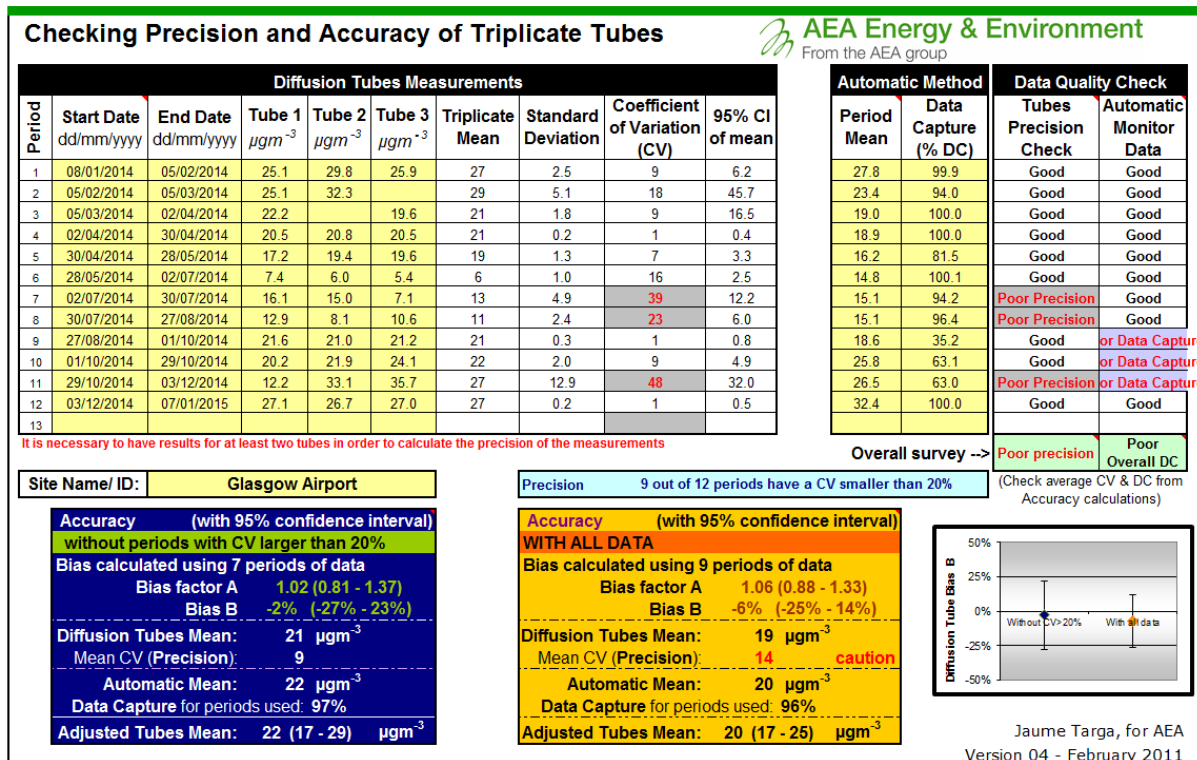 Checking Precision and Accuracy of Triplicate Tubes
AEA Energy & Environment
From the AEA group
Diffusion Tubes Measurements
Automatic Method
Data Quality Check
Period Start Date dd/mm/yyyy End Date dd/mm/yyyy Tube 1 µgm-3 Tube 2 µgm-3 Tube 3 µgm-3 Triplicate Mean Standard Deviation Coefficient of Variation (CV) 95% CI of mean Period Mean Data Capture (% DC) Tubes Precision Check Automatic Monitor Data
1 08/01/2014 05/02/2014 25.1 29.8 25.9 27 2.5 9 6.2 27.8 99.9 Good Good
2 05/02/2014 05/03/2014 25.1 32.3 29 5.1 18 45.7 23.4 94.0 Good Good
3 05/03/2014 02/04/2014 22.2 19.6 21 1.8 9 16.5 19.0 100.0 Good Good
4 02/04/2014 30/04/2014 20.5 20.8 20.5 21 0.2 1 0.4 18.9 100.0 Good Good
5 30/04/2014 28/05/2014 17.2 19.4 19.6 19 1.3 7 3.3 16.2 81.5 Good Good
6 28/05/2014 02/07/2014 7.4 6.0 5.4 6 1.0 16 2.5 14.8 100.1 Good Good
7 02/07/2014 30/07/2014 16.1 15.0 7.1 13 4.9 39 12.2 15.1 94.2 Poor Precision Good
8 30/07/2014 27/08/2014 12.9 8.1 10.6 11 2.4 23 6.0 15.1 96.4 Poor Precision Good
9 27/08/2014 01/10/2014 21.6 21.0 21.2 21 0.3 1 0.8 18.6 35.2 Good or Data Captur
10 01/10/2014 29/10/2014 20.2 21.9 24.1 22 2.0 9 4.9 25.8 63.1 Good or Data Captur
11 29/10/2014 03/12/2014 12.2 33.1 35.7 27 12.9 48 32.0 26.5 63.0 Poor Precision or Data Captur
12 03/12/2014 07/01/2015 27.1 26.7 27.0 27 0.2 1 0.5 32.4 100.0 Good Good
13
It is necessary to have results for at least two tubes in order to calculate the precision of the measurements
Overall survey --> Poor precision Poor Overall DC
Site Name/ ID: Glasgow Airport
Precision 9 out of 12 periods have a CV smaller than 20%
(Check average CV & DC from
Accuracy calculations)
Accuracy (with 95% confidence interval)
without periods with CV larger than 20%
Bias calculated using 7 periods of data
Bias factor A 1.02 (0.81 - 1.37)
Bias B -2% (-27% - 23%)
Diffusion Tubes Mean: 21 µgm-3
Mean CV (Precision): 9
Automatic Mean: 22 µgm-3
Data Capture for periods used: 97%
Adjusted Tubes Mean: 22 (17 - 29) µgm-3
Accuracy (with 95% confidence interval)
WITH ALL DATA
Bias calculated using 9 periods of data
Bias factor A 1.06 (0.88 - 1.33)
Bias B -6% (-25% - 14%)
Diffusion Tubes Mean: 19 µgm-3
Mean CV (Precision): 14 caution
Automatic Mean: 20 µgm-3
Data Capture for periods used: 96%
Adjusted Tubes Mean: 20 (17 - 25) µgm-3
Diffusion Tube Bias B
50%
25%
0%
-25%
-50%
Without CV>20% With all data
Jaume Targa, for AEA
Version 04 - February 2011